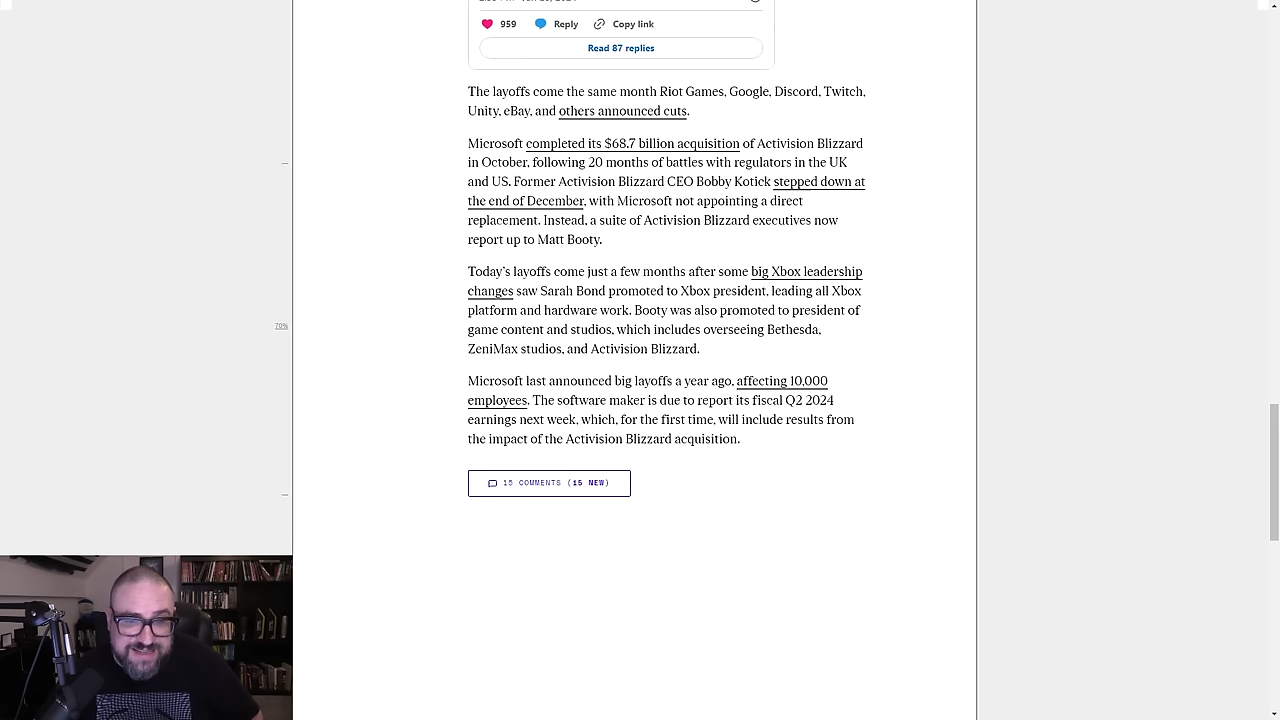 959 Reply Copy link
Read 87 replies
The layoffs come the same month Riot Games, Google, Discord, Twitch,
Unity, eBay, and others announced cuts.
Microsoft completed its $68.7 billion acquisition of Activision Blizzard
in October, following 20 months of battles with regulators in the UK
and US. Former Activision Blizzard CEO Bobby Kotick stepped down at
the end of December, with Microsoft not appointing a direct
replacement. Instead, a suite of Activision Blizzard executives now
report up to Matt Booty.
Today’s layoffs come just a few months after some big Xbox leadership
changes saw Sarah Bond promoted to Xbox president, leading all Xbox
platform and hardware work. Booty was also promoted to president of
game content and studios, which includes overseeing Bethesda,
ZeniMax studios, and Activision Blizzard.
70%
Microsoft last announced big layoffs a year ago, affecting 10,000
employees. The software maker is due to report its fiscal Q2 2024
earnings next week, which, for the first time, will include results from
the impact of the Activision Blizzard acquisition.
15 COMMENTS (15 NEW)